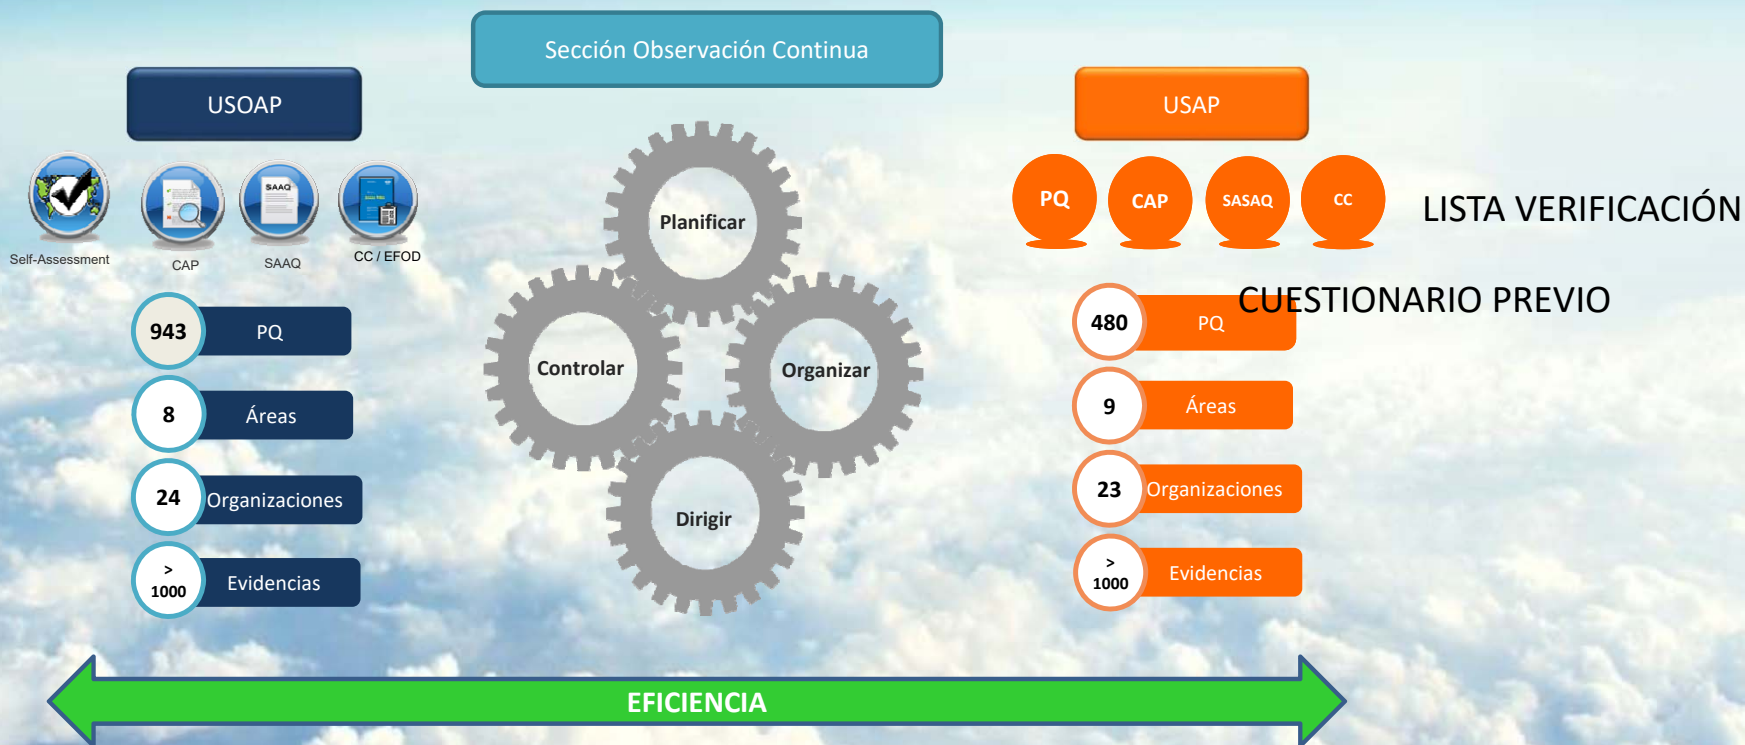 Sección Observación Continua
USOAP
SAAQ
Self-Assessment
CAP
SAAQ
CC / EFOD
943 PQ
8 Áreas
24 Organizaciones
>
1000 Evidencias
Planificar
Controlar
Organizar
Dirigir
USAP
PQ
CAP
SASAQ
CC
LISTA VERIFICACIÓN
CUESTIONARIO PREVIO
480 PQ
9 Áreas
23 Organizaciones
>
1000 Evidencias
EFICIENCIA